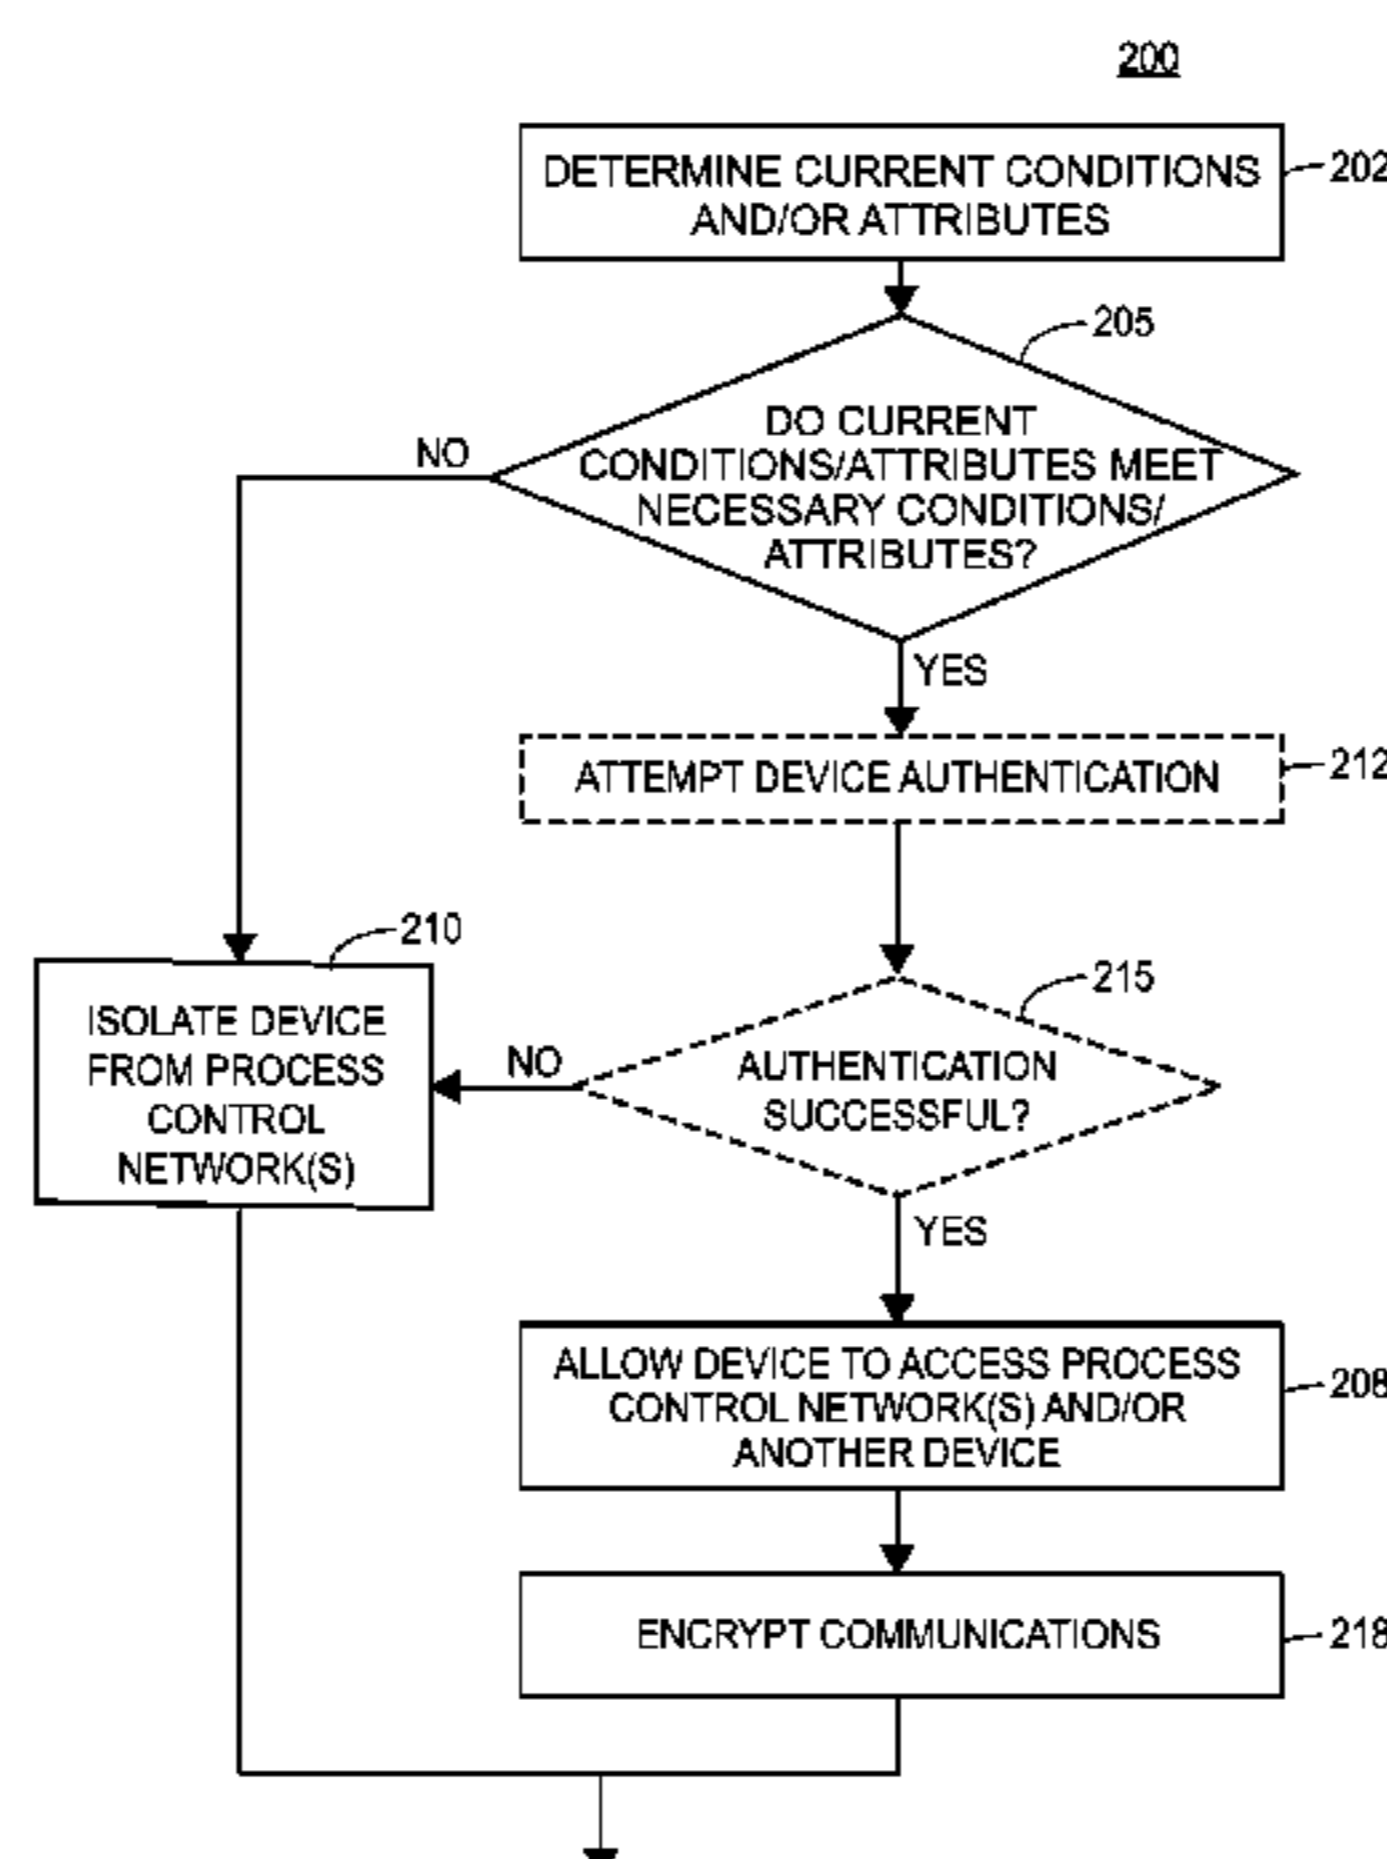 200
DETERMINE CURRENT CONDITIONS
AND/OR ATTRIBUTES
202
205
DO CURRENT
CONDITIONS/ATTRIBUTES MEET
NECESSARY CONDITIONS/
ATTRIBUTES?
NO
YES
ATTEMPT DEVICE AUTHENTICATION
212
210
ISOLATE DEVICE
FROM PROCESS
CONTROL
NETWORK(S)
215
NO
AUTHENTICATION
SUCCESSFUL?
YES
ALLOW DEVICE TO ACCESS PROCESS
CONTROL NETWORK(S) AND/OR
ANOTHER DEVICE
208
ENCRYPT COMMUNICATIONS
218